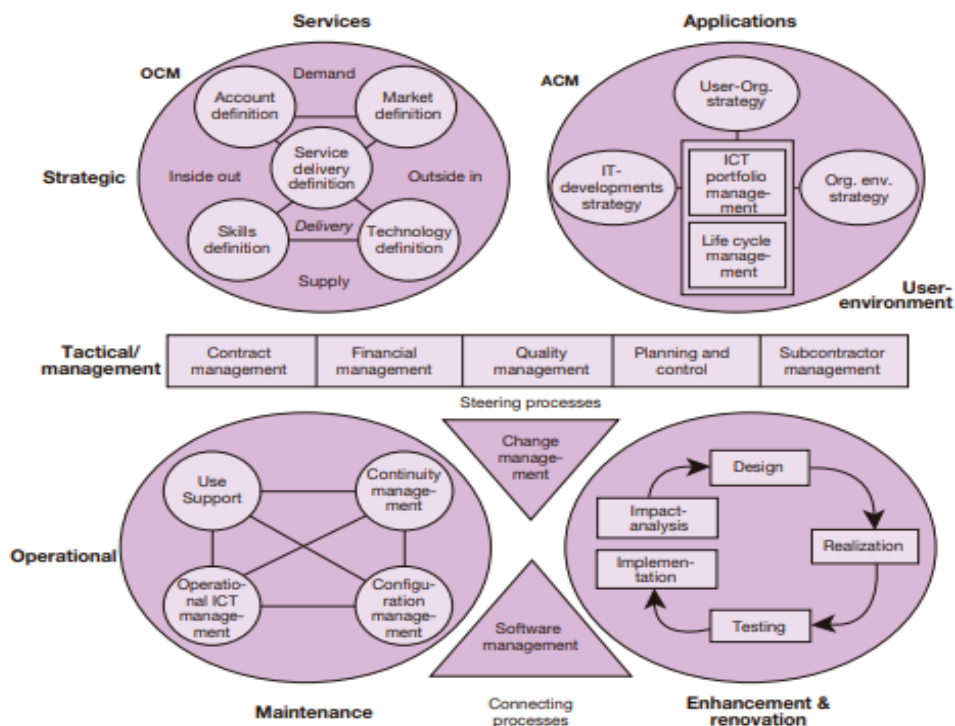 Services
Applications
OCM
Demand
ACM
Account
definition
Market
definition
User-Org.
strategy
Strategic
Inside out
Service
delivery
definition
Outside in
IT-
developments
strategy
ICT
portfolio
manage-
ment
Org. env.
strategy
Skills
definition
Delivery
Technology
definition
Life cycle
manage-
ment
Supply
User-
environment
Tactical/
management
Contract
management
Financial
management
Quality
management
Planning and
control
Subcontractor
management
Steering processes
Change
manage-
ment
Use
Support
Continuity
manage-
ment
Design
Impact-
analysis
Operational
Realization
Implemen-
tation
Operatio-
nal ICT
manage-
ment
Configu-
ration
manage-
ment
Testing
Software
management
Maintenance
Connecting
processes
Enhancement &
renovation